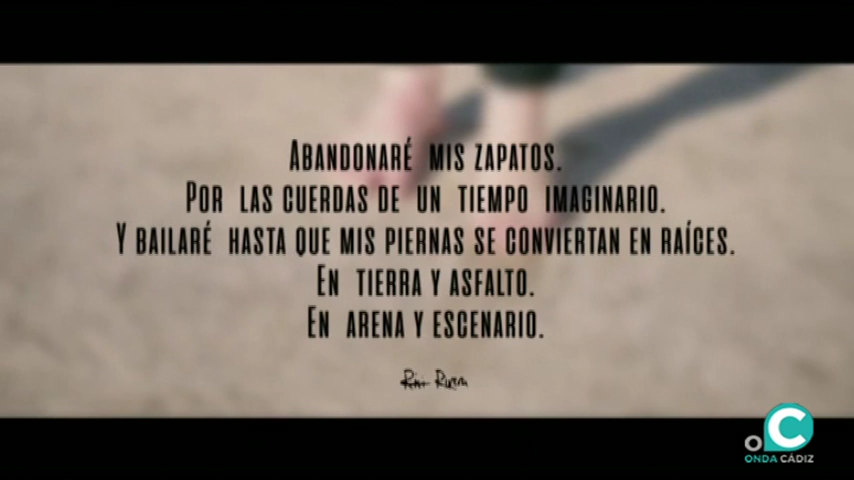 ABANDONARÉ MIS ZAPATOS.
POR LAS CUERDAS DE UN TIEMPO IMAGINARIO.
Y BAILARÉ HASTA QUE MIS PIERNAS SE CONVIERTAN EN RAÍCES.
EN TIERRA Y ASFALTO.
EN ARENA Y ESCENARIO.
O C
ONDA CÁDIZ